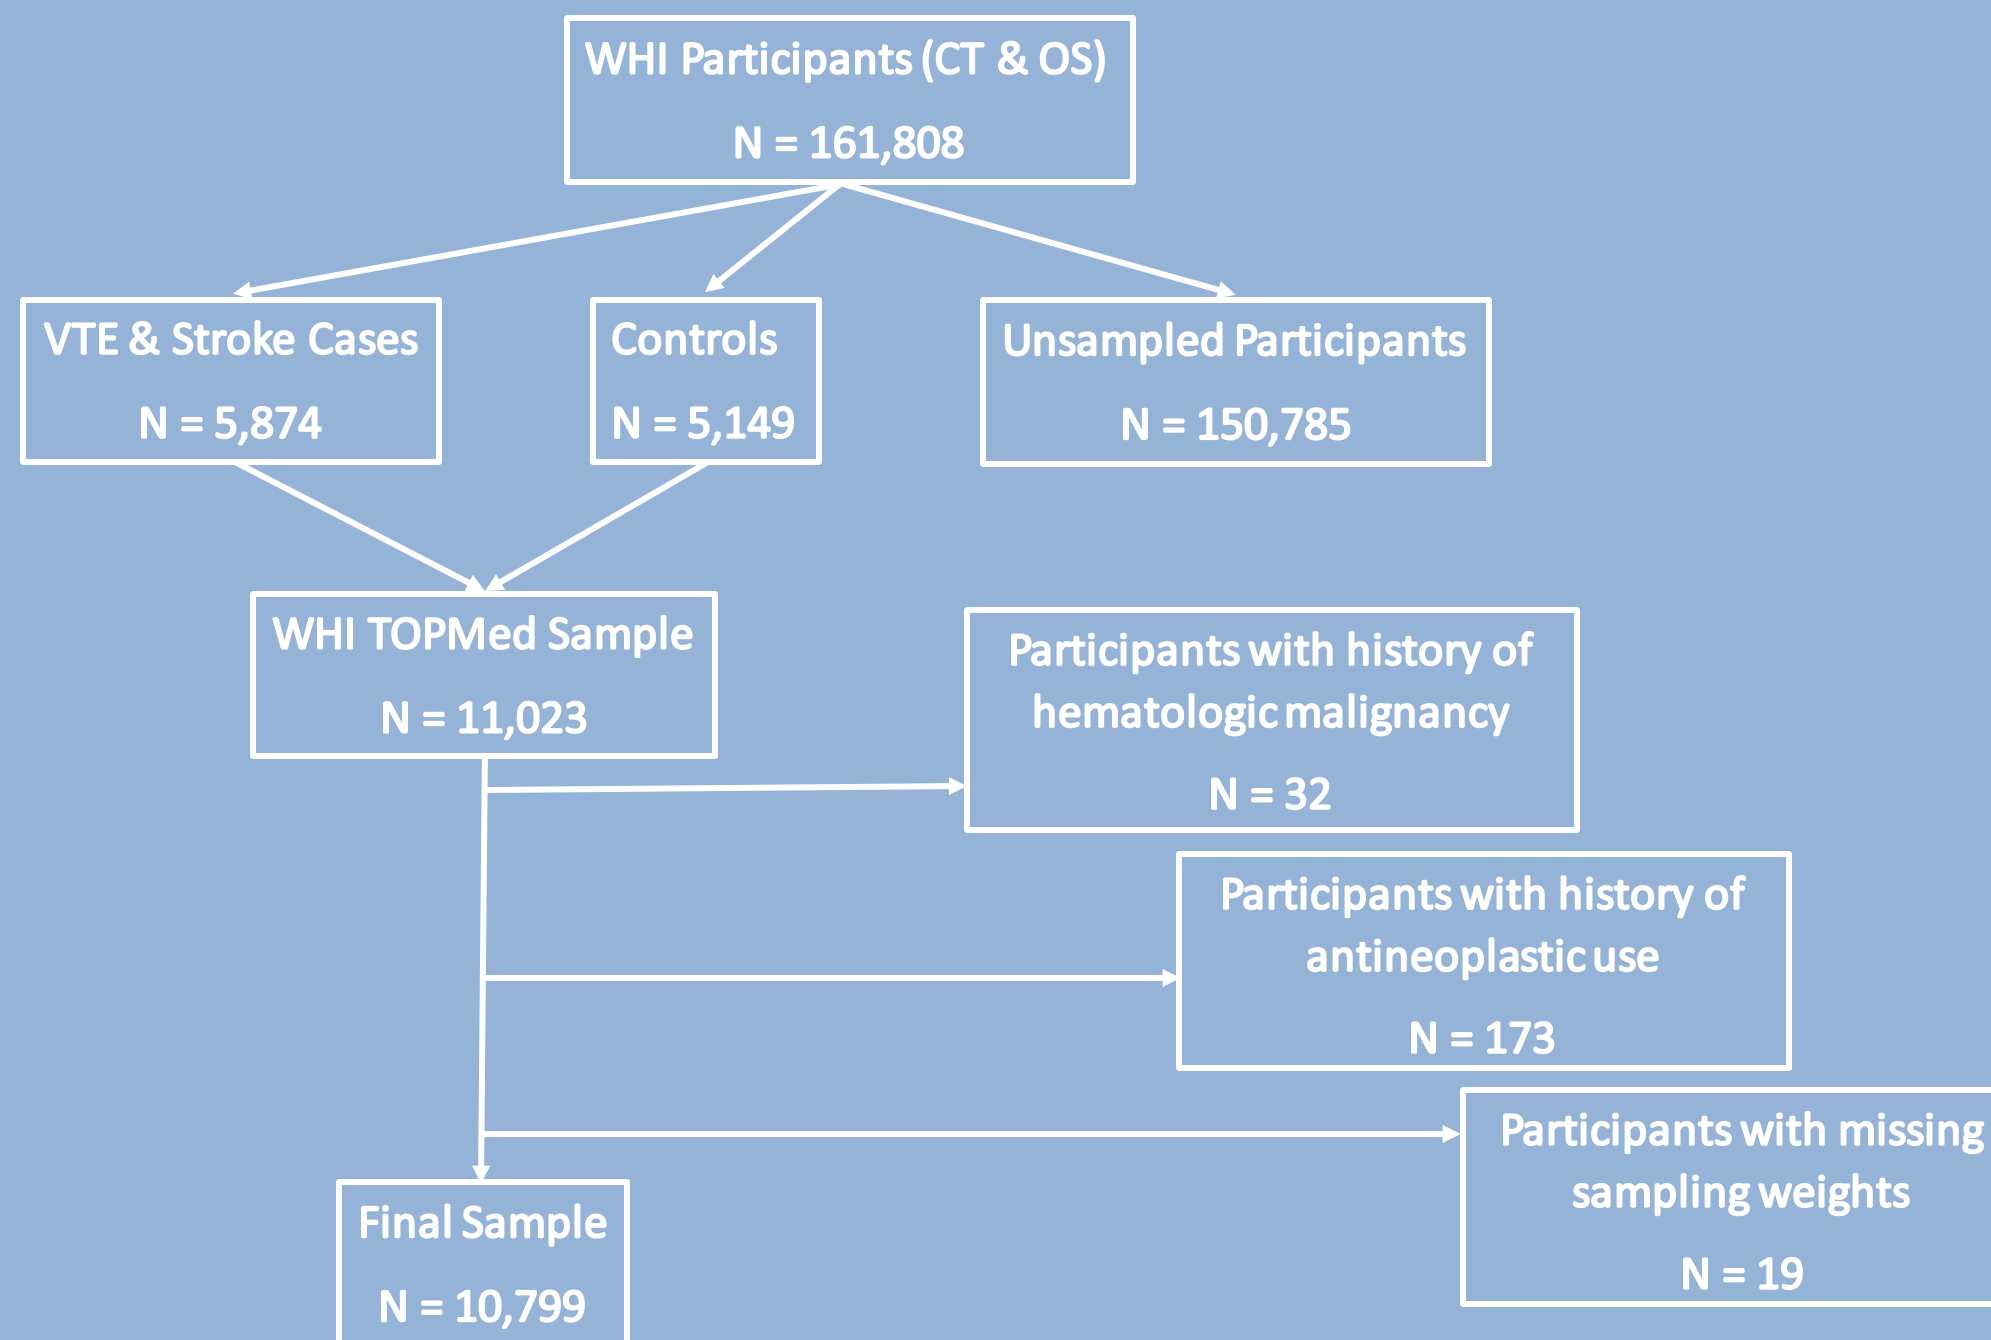 WHI Participants (CT & OS)
N = 161,808
VTE & Stroke Cases
N = 5,874
Controls
N = 5,149
Unsampled Participants
N = 150,785
WHI TOPMed Sample
N = 11,023
Participants with history of
hematologic malignancy
N = 32
Participants with history of
antineoplastic use
N = 173
Participants with missing
sampling weights
N = 19
Final Sample
N = 10,799